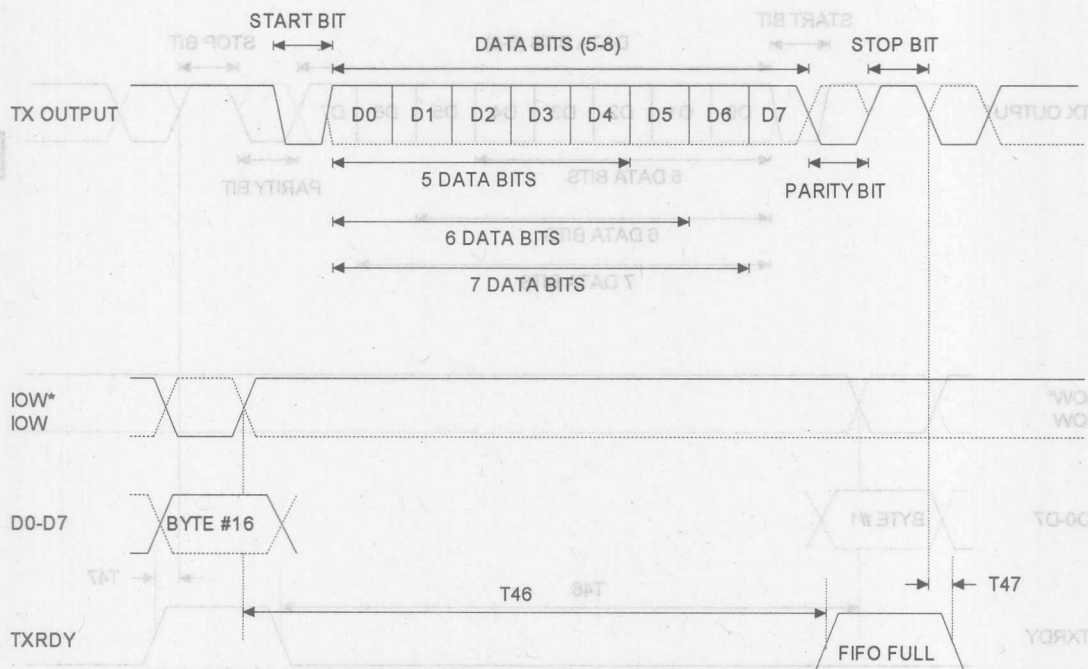 START BIT
DATA BITS (5-8)
STOP BIT
TX OUTPUT
D0 D1 D2 D3 D4 D5 D6 D7
5 DATA BITS
PARITY BIT
6 DATA BITS
7 DATA BITS
IOW*
IOW
D0-D7
BYTE #16
T46
T47
TXRDY
FIFO FULL